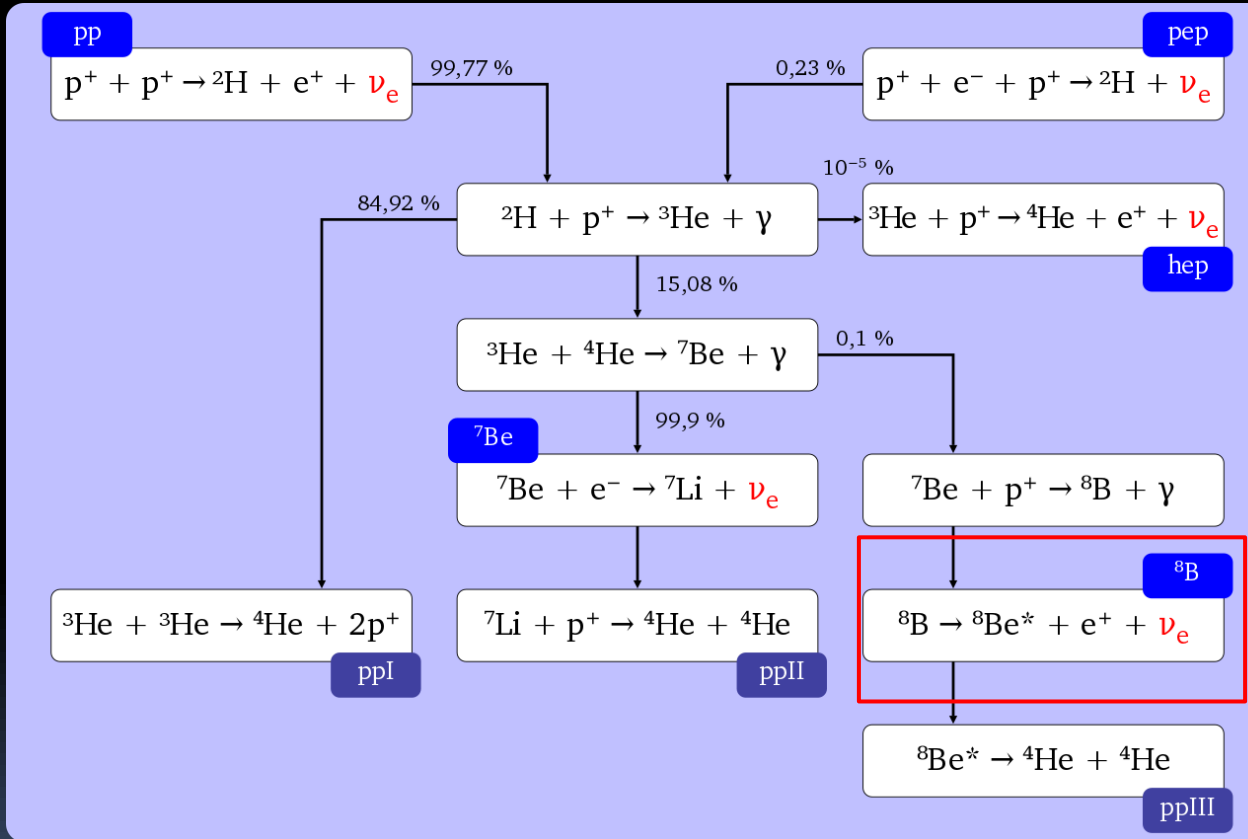 pp
pep
p⁺ + p⁺ → ²H + e⁺ + νₑ
99,77 %
0,23 %
p⁺ + e⁻ + p⁺ → ²H + νₑ
10⁻⁵ %
84,92 %
²H + p⁺ → ³He + γ
³He + p⁺ → ⁴He + e⁺ + νₑ
hep
15,08 %
³He + ⁴He → ⁷Be + γ
0,1 %
99,9 %
⁷Be
⁷Be + e⁻ → ⁷Li + νₑ
⁷Be + p⁺ → ⁸B + γ
⁸B
³He + ³He → ⁴He + 2p⁺
⁷Li + p⁺ → ⁴He + ⁴He
⁸B → ⁸Be* + e⁺ + νₑ
ppI
ppII
⁸Be* → ⁴He + ⁴He
ppIII